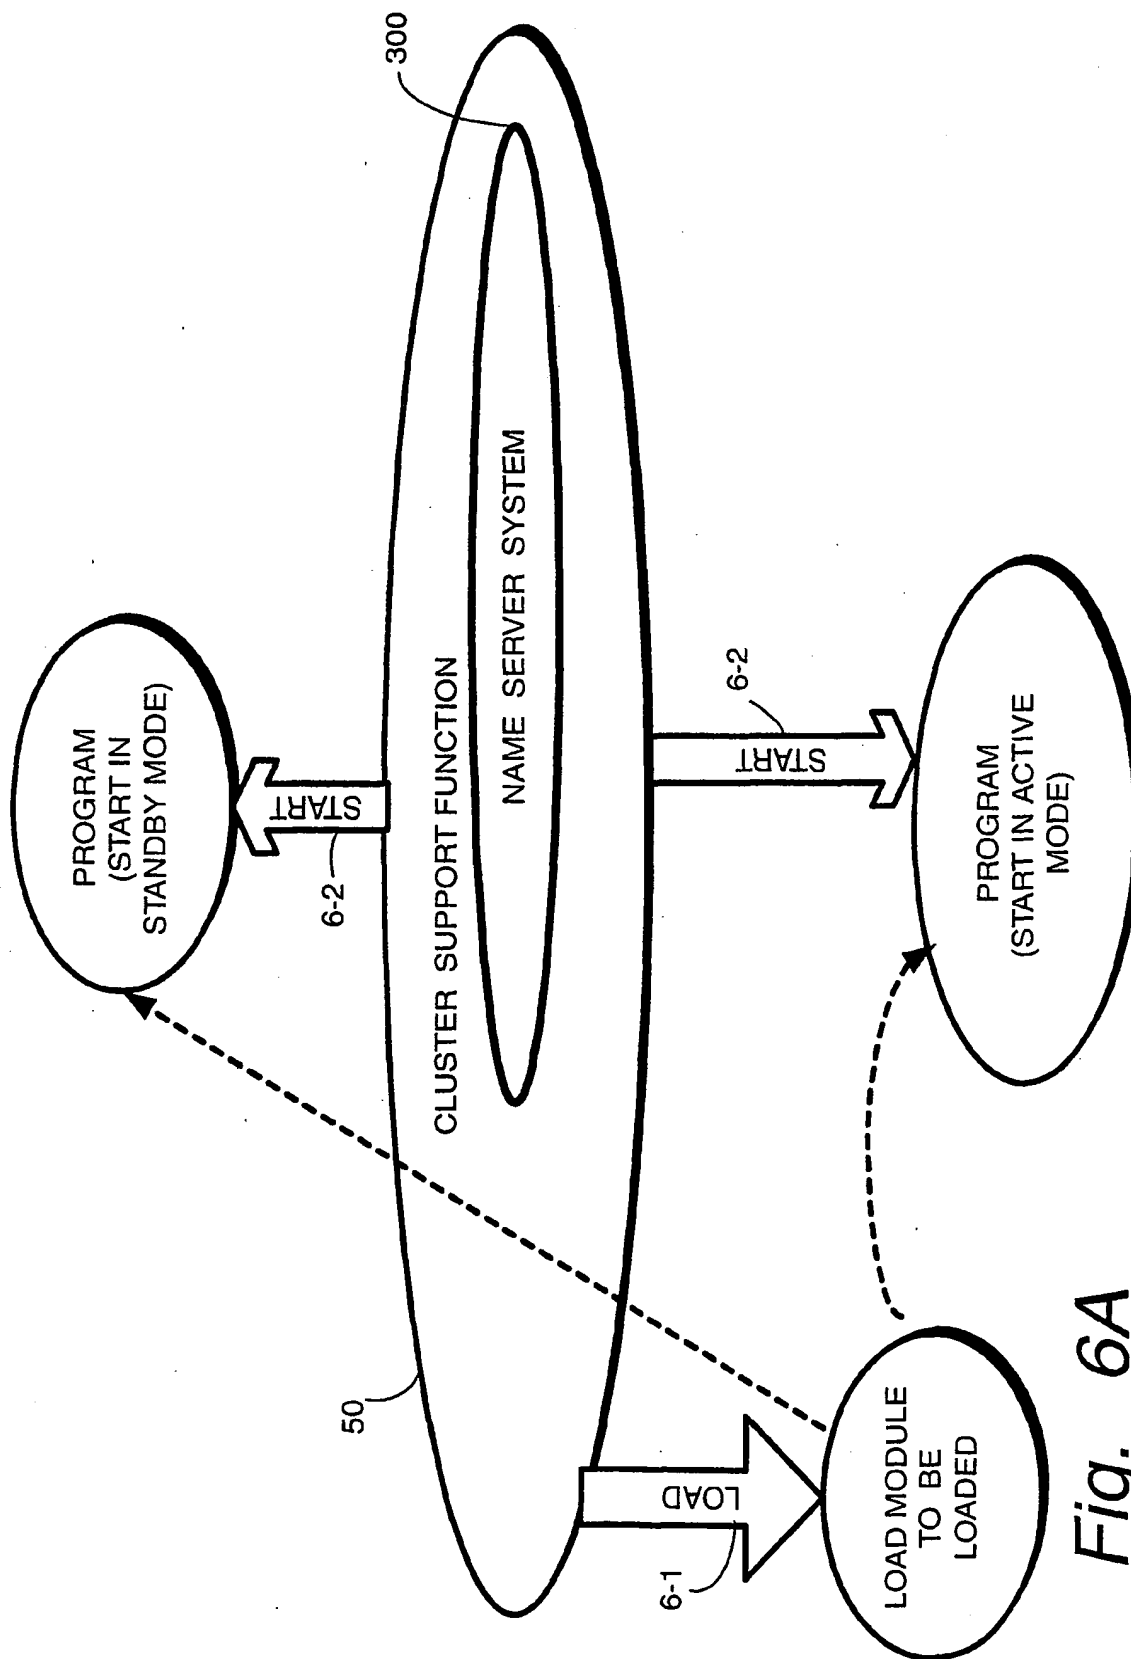 PROGRAM
(START IN
STANDBY MODE)
START
6-2
300
CLUSTER SUPPORT FUNCTION
NAME SERVER SYSTEM
50
LOAD
6-1
START
6-2
LOAD MODULE
TO BE
LOADED
PROGRAM
(START IN ACTIVE
MODE)
Fig. 6A